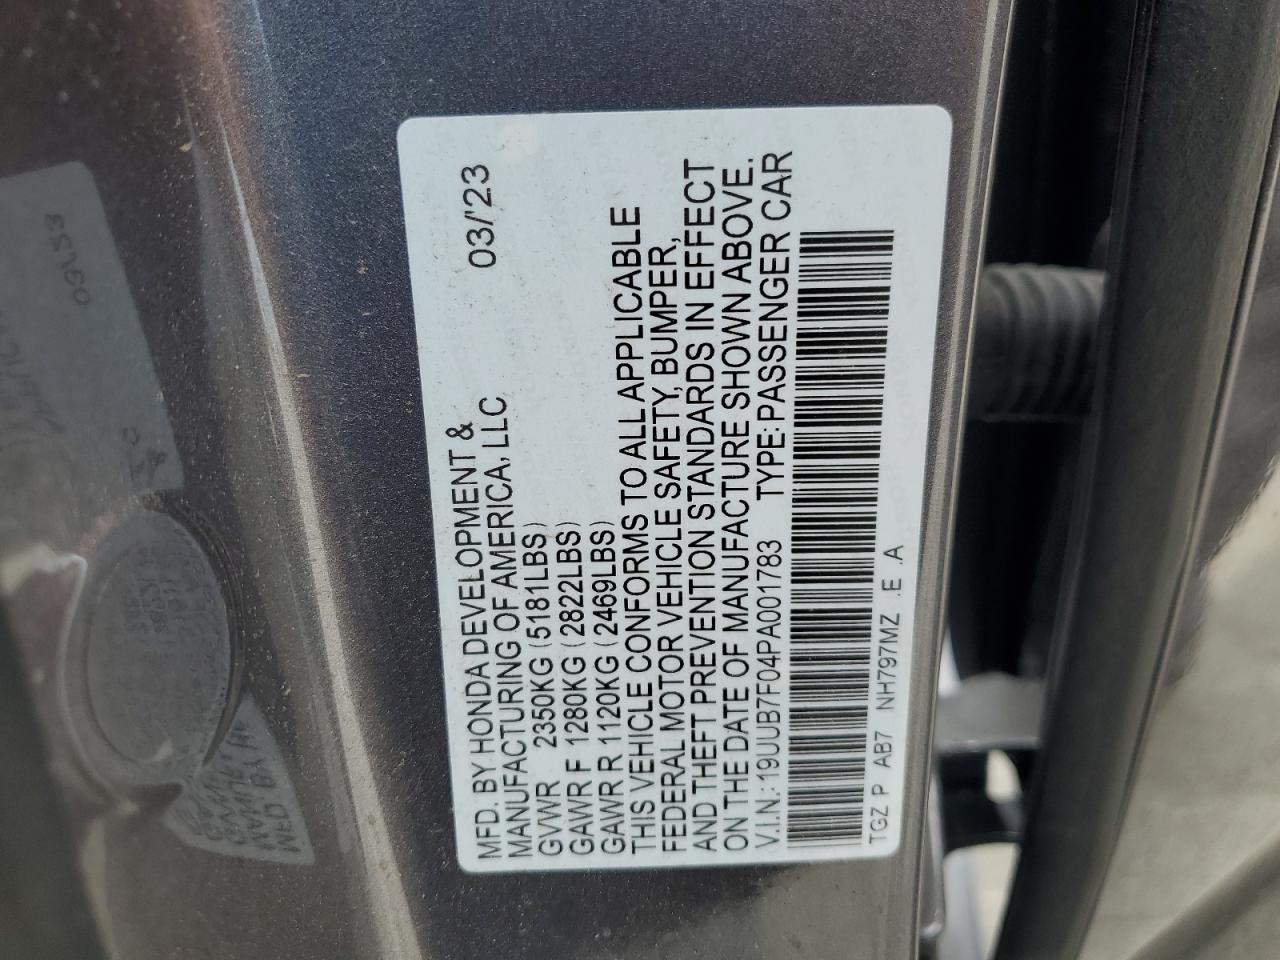 MFD. BY HONDA DEVELOPMENT &
MANUFACTURING OF AMERICA, LLC 03/'23
GVWR 2350KG (5181LBS)
GAWR F 1280KG (2822LBS)
GAWR R 1120KG (2469LBS)
THIS VEHICLE CONFORMS TO ALL APPLICABLE
FEDERAL MOTOR VEHICLE SAFETY, BUMPER,
AND THEFT PREVENTION STANDARDS IN EFFECT
ON THE DATE OF MANUFACTURE SHOWN ABOVE.
V.I.N.: 19UUB7F04PA001783 TYPE: PASSENGER CAR
TGZ P AB7 NH797MZ .E .A